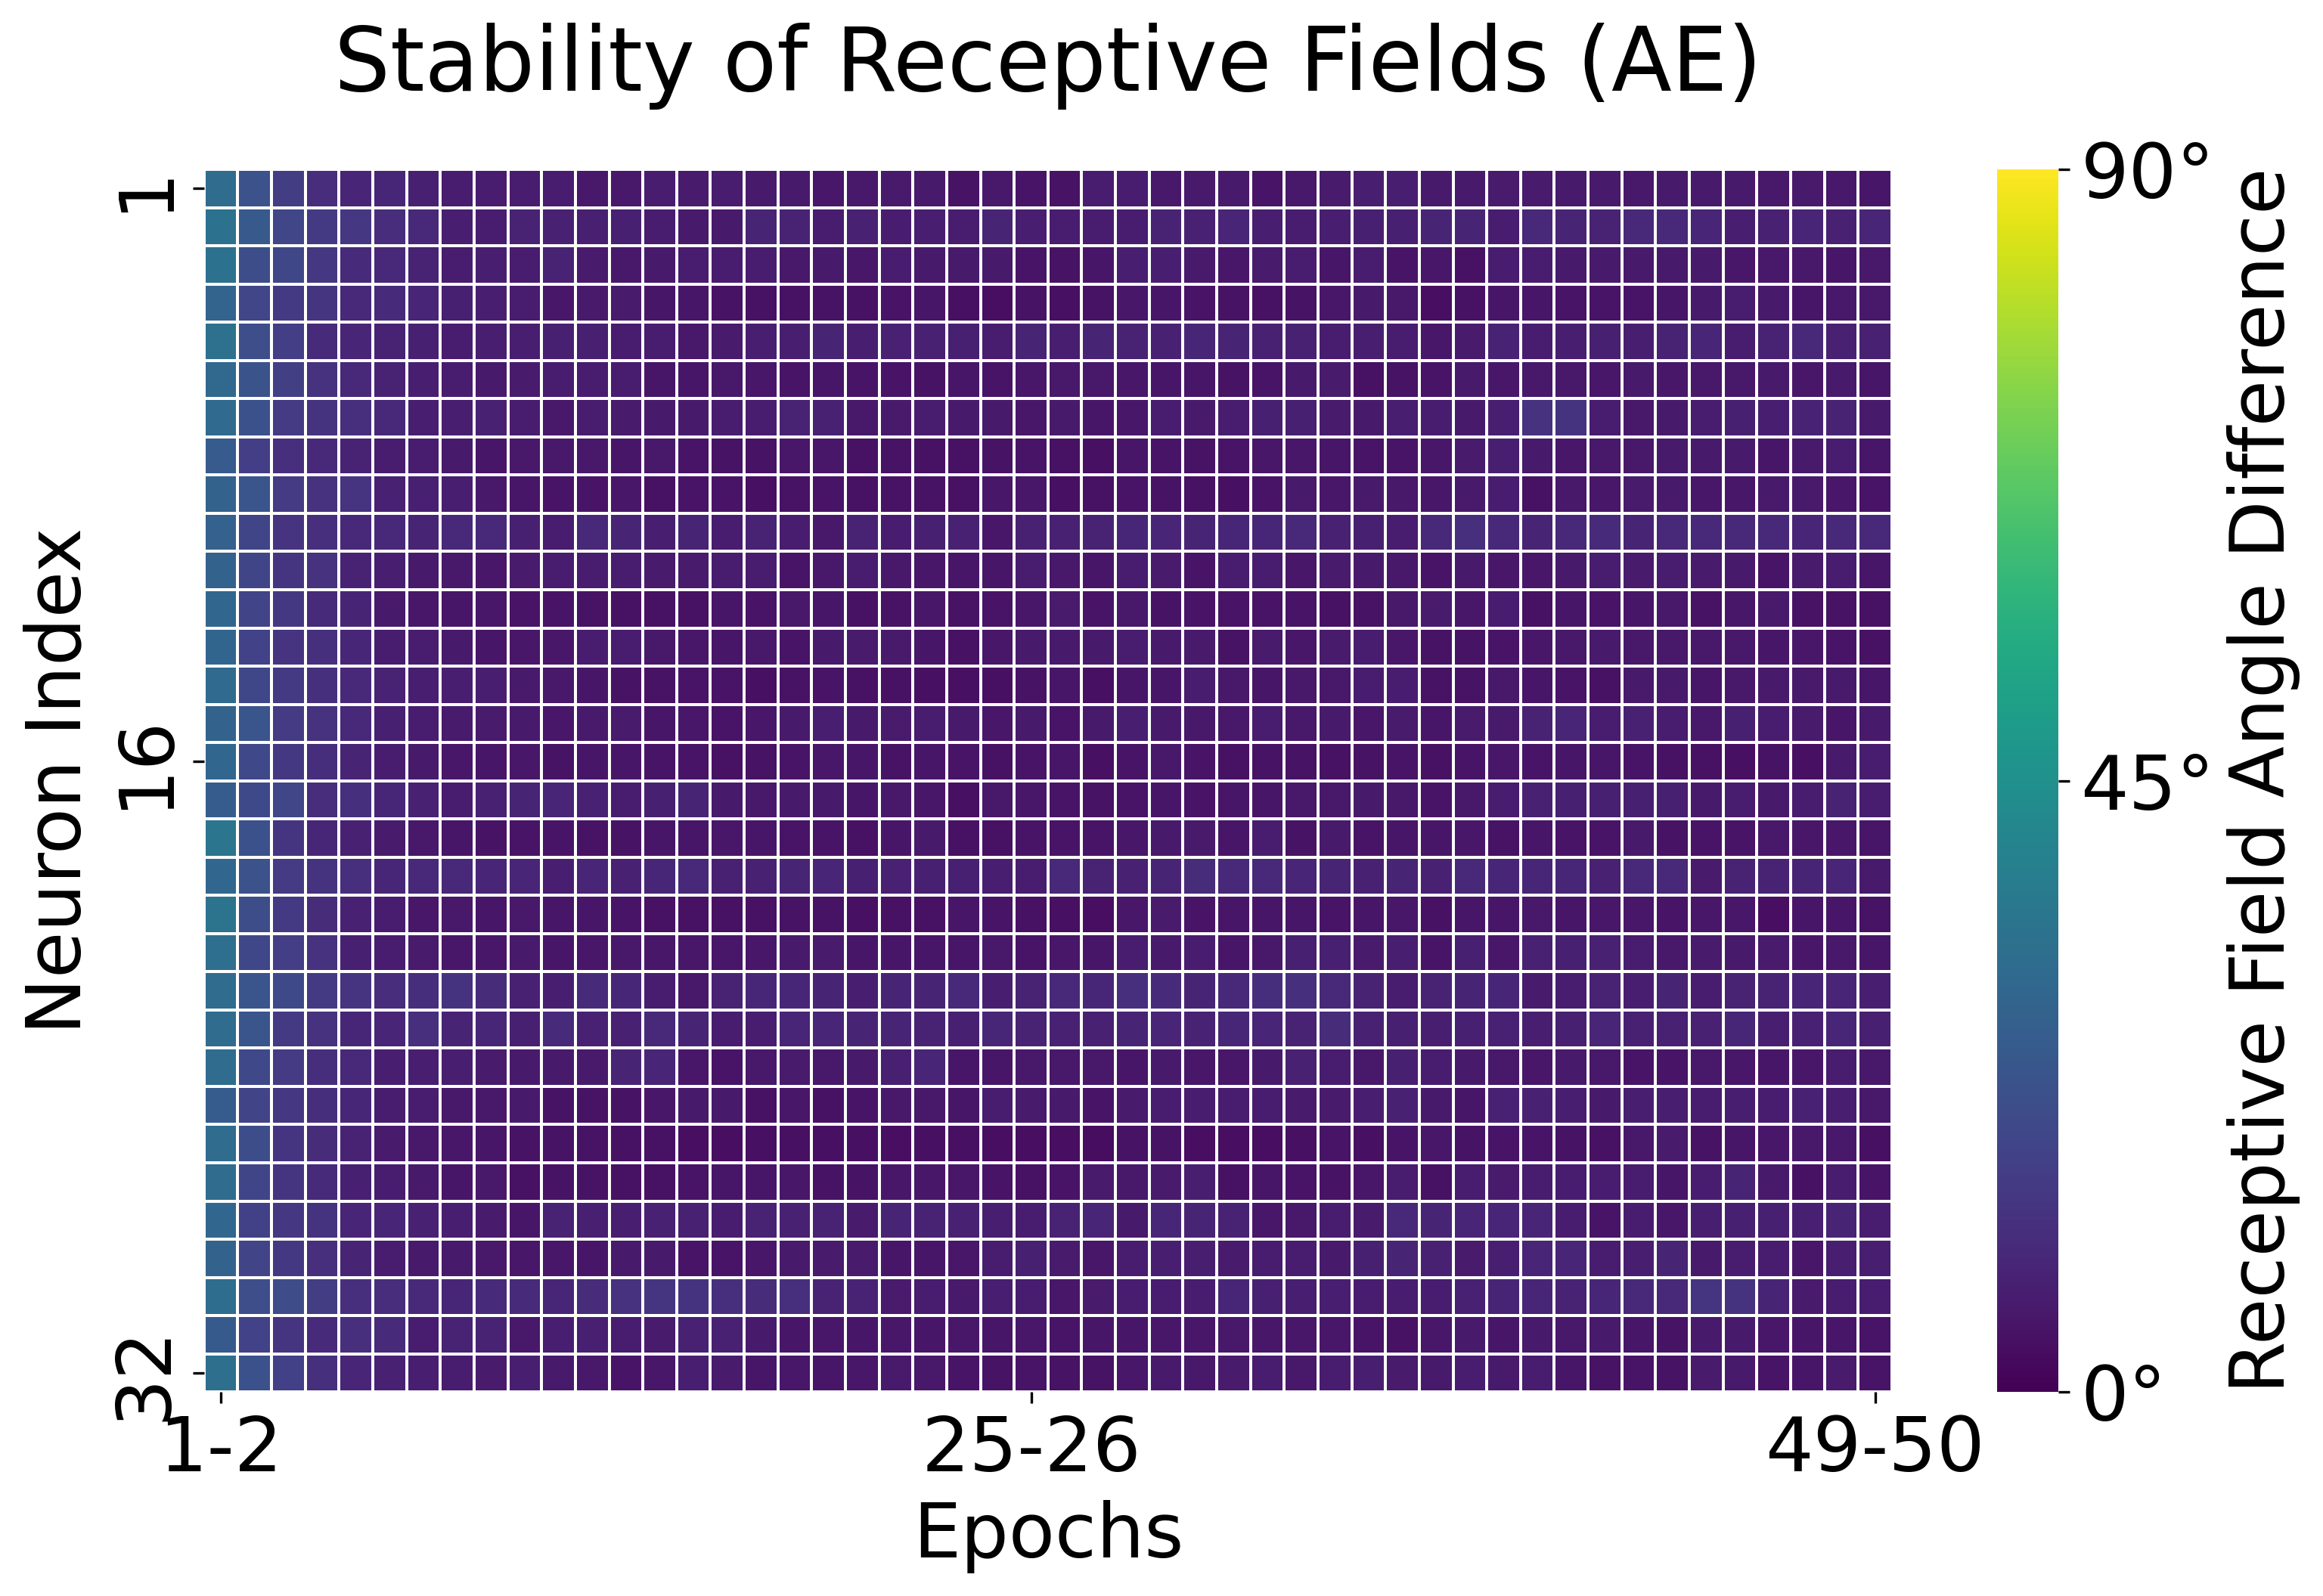 Stability of Receptive Fields (AE)
Neuron Index
1
16
32
1-2
25-26
49-50
Epochs
90°
45°
0°
Receptive Field Angle Difference